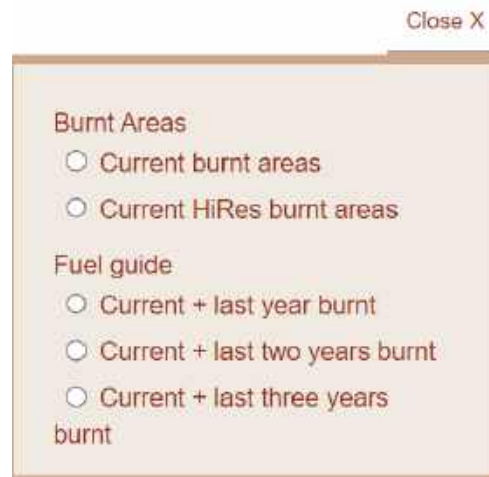 Close X
Burnt Areas
Current burnt areas
Current HiRes burnt areas
Fuel guide
Current + last year burnt
Current + last two years burnt
Current + last three years
burnt